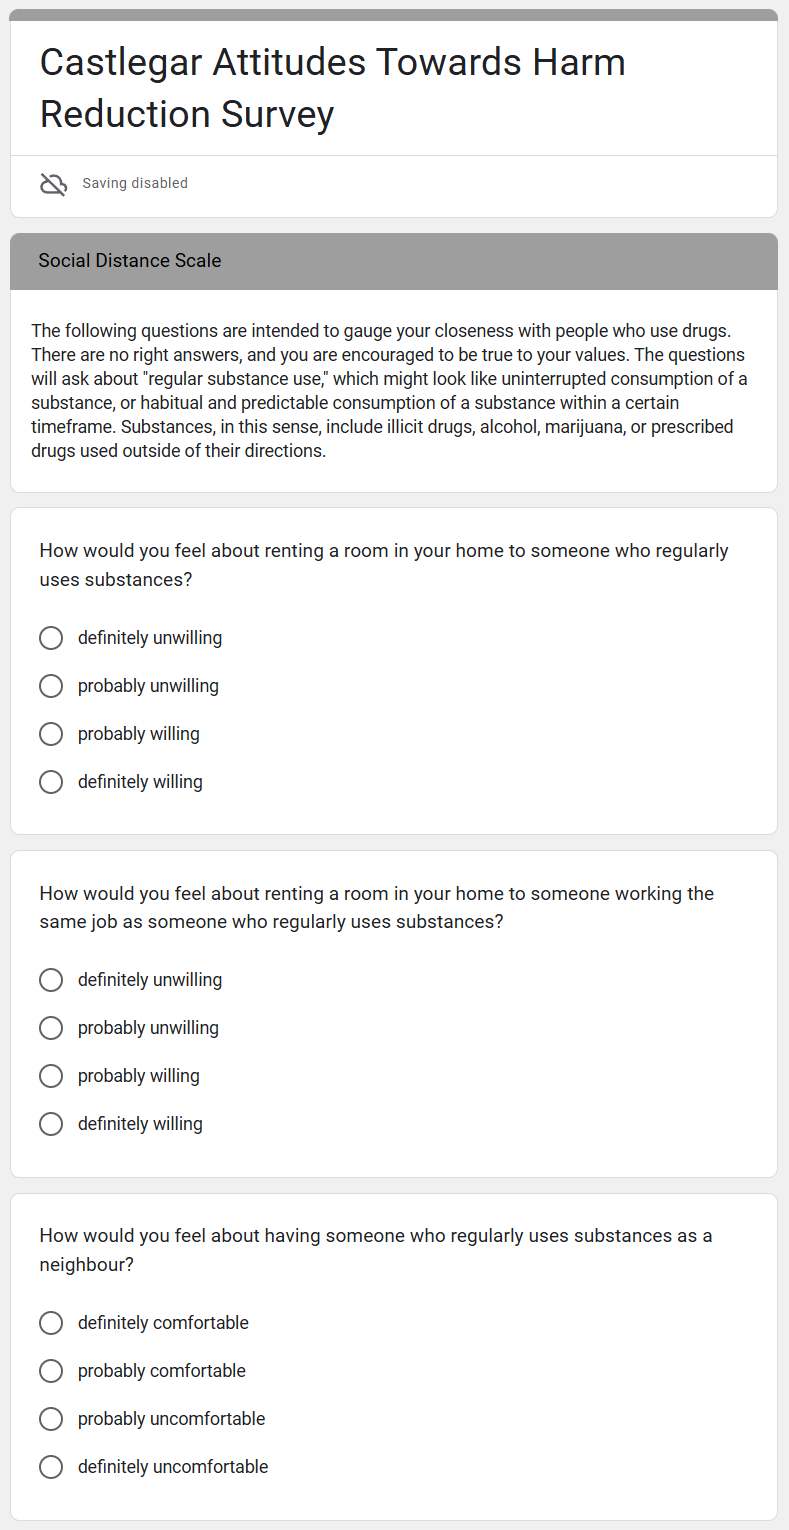 Castlegar Attitudes Towards Harm
Reduction Survey
Saving disabled
Social Distance Scale
The following questions are intended to gauge your closeness with people who use drugs.
There are no right answers, and you are encouraged to be true to your values. The questions
will ask about "regular substance use," which might look like uninterrupted consumption of a
substance, or habitual and predictable consumption of a substance within a certain
timeframe. Substances, in this sense, include illicit drugs, alcohol, marijuana, or prescribed
drugs used outside of their directions.
How would you feel about renting a room in your home to someone who regularly
uses substances?
definitely unwilling
probably unwilling
probably willing
definitely willing
How would you feel about renting a room in your home to someone working the
same job as someone who regularly uses substances?
definitely unwilling
probably unwilling
probably willing
definitely willing
How would you feel about having someone who regularly uses substances as a
neighbour?
definitely comfortable
probably comfortable
probably uncomfortable
definitely uncomfortable